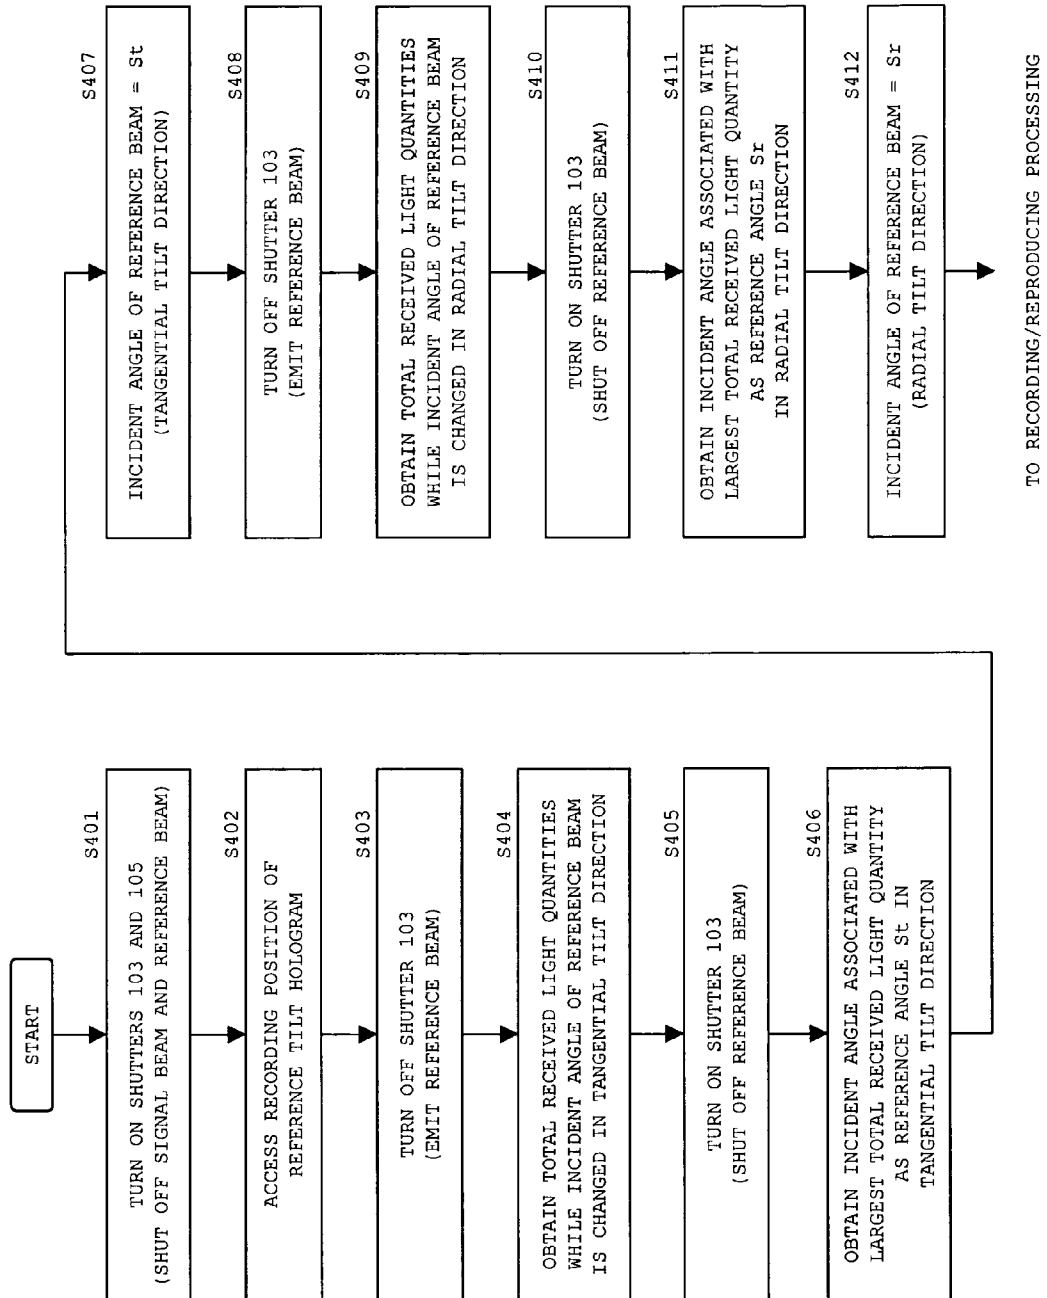 START
S401
TURN ON SHUTTERS 103 AND 105
(SHUT OFF SIGNAL BEAM AND REFERENCE BEAM)
S402
ACCESS RECORDING POSITION OF
REFERENCE TILT HOLOGRAM
S403
TURN OFF SHUTTER 103
(EMIT REFERENCE BEAM)
S404
OBTAIN TOTAL RECEIVED LIGHT QUANTITIES
WHILE INCIDENT ANGLE OF REFERENCE BEAM
IS CHANGED IN TANGENTIAL TILT DIRECTION
S405
TURN ON SHUTTER 103
(SHUT OFF REFERENCE BEAM)
S406
OBTAIN INCIDENT ANGLE ASSOCIATED WITH
LARGEST TOTAL RECEIVED LIGHT QUANTITY
AS REFERENCE ANGLE St IN
TANGENTIAL TILT DIRECTION
S407
INCIDENT ANGLE OF REFERENCE BEAM = St
(TANGENTIAL TILT DIRECTION)
S408
TURN OFF SHUTTER 103
(EMIT REFERENCE BEAM)
S409
OBTAIN TOTAL RECEIVED LIGHT QUANTITIES
WHILE INCIDENT ANGLE OF REFERENCE BEAM
IS CHANGED IN RADIAL TILT DIRECTION
S410
TURN ON SHUTTER 103
(SHUT OFF REFERENCE BEAM)
S411
OBTAIN INCIDENT ANGLE ASSOCIATED WITH
LARGEST TOTAL RECEIVED LIGHT QUANTITY
AS REFERENCE ANGLE Sr
IN RADIAL TILT DIRECTION
S412
INCIDENT ANGLE OF REFERENCE BEAM = Sr
(RADIAL TILT DIRECTION)
TO RECORDING/REPRODUCING PROCESSING